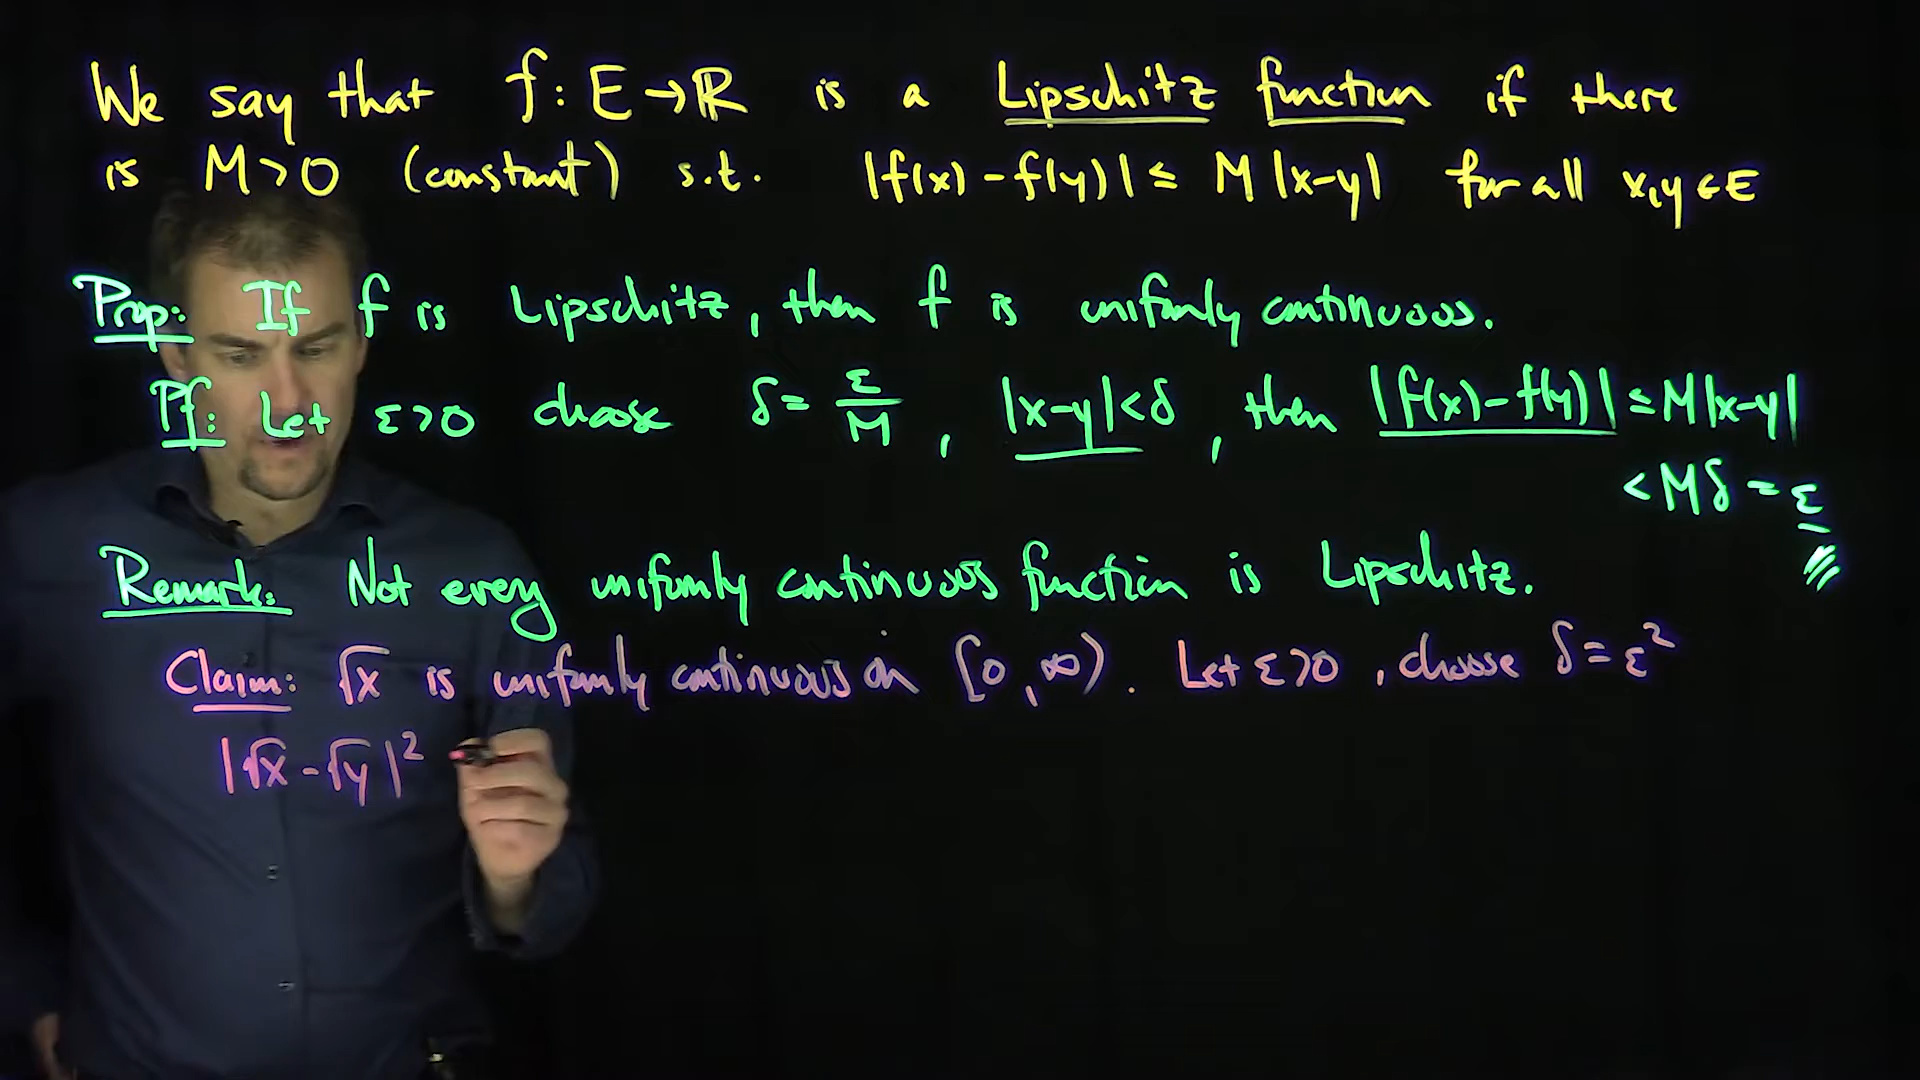 We say that f: E→ℝ is a Lipschitz function if there
is M>0 (constant) s.t. |f(x)-f(y)| ≤ M|x-y| for all x,y ∈ E
Prop: If f is Lipschitz, then f is uniformly continuous.
Pf: Let ε>0 choose δ = ε/M, |x-y|<δ, then |f(x)-f(y)| ≤ M|x-y|
< Mδ = ε
Remark: Not every uniformly continuous function is Lipschitz.
Claim: √x is uniformly continuous on [0, ∞). Let ε>0, choose δ = ε²
|√x - √y|²